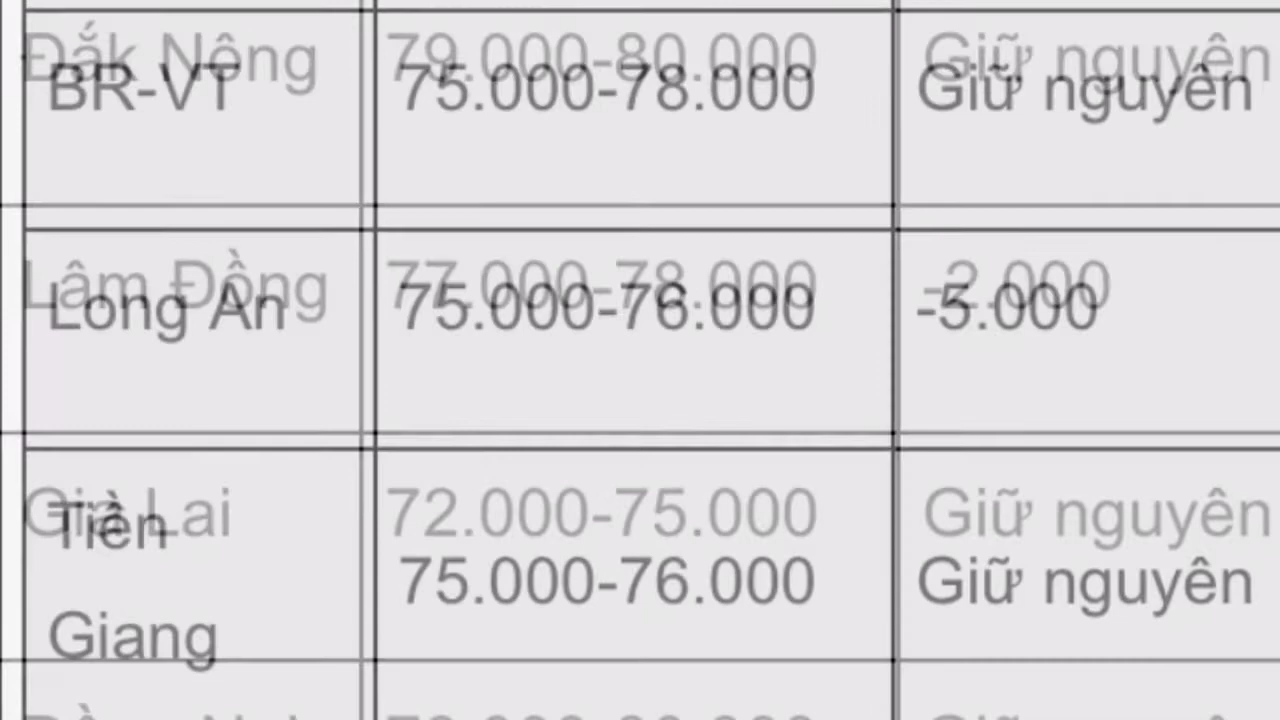 Đắk Nông 79.000-80.000 Giữ nguyên
BR-VT 75.000-78.000 Giữ nguyên
Lâm Đồng 77.000-78.000 -2.000
Long An 75.000-76.000 -5.000
Gia Lai 72.000-75.000 Giữ nguyên
Tiền
75.000-76.000 Giữ nguyên
Giang